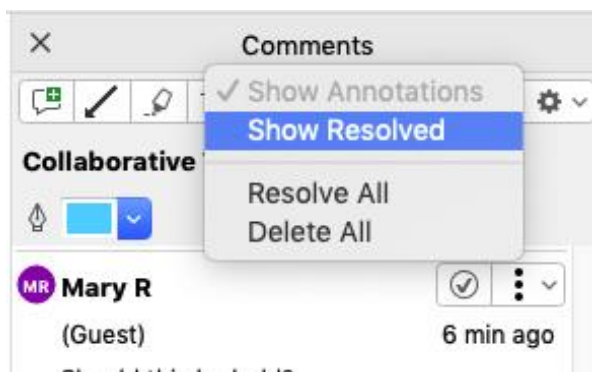 Comments
✓ Show Annotations
Show Resolved
Collaborative
Resolve All
Delete All
MR Mary R
(Guest) 6 min ago